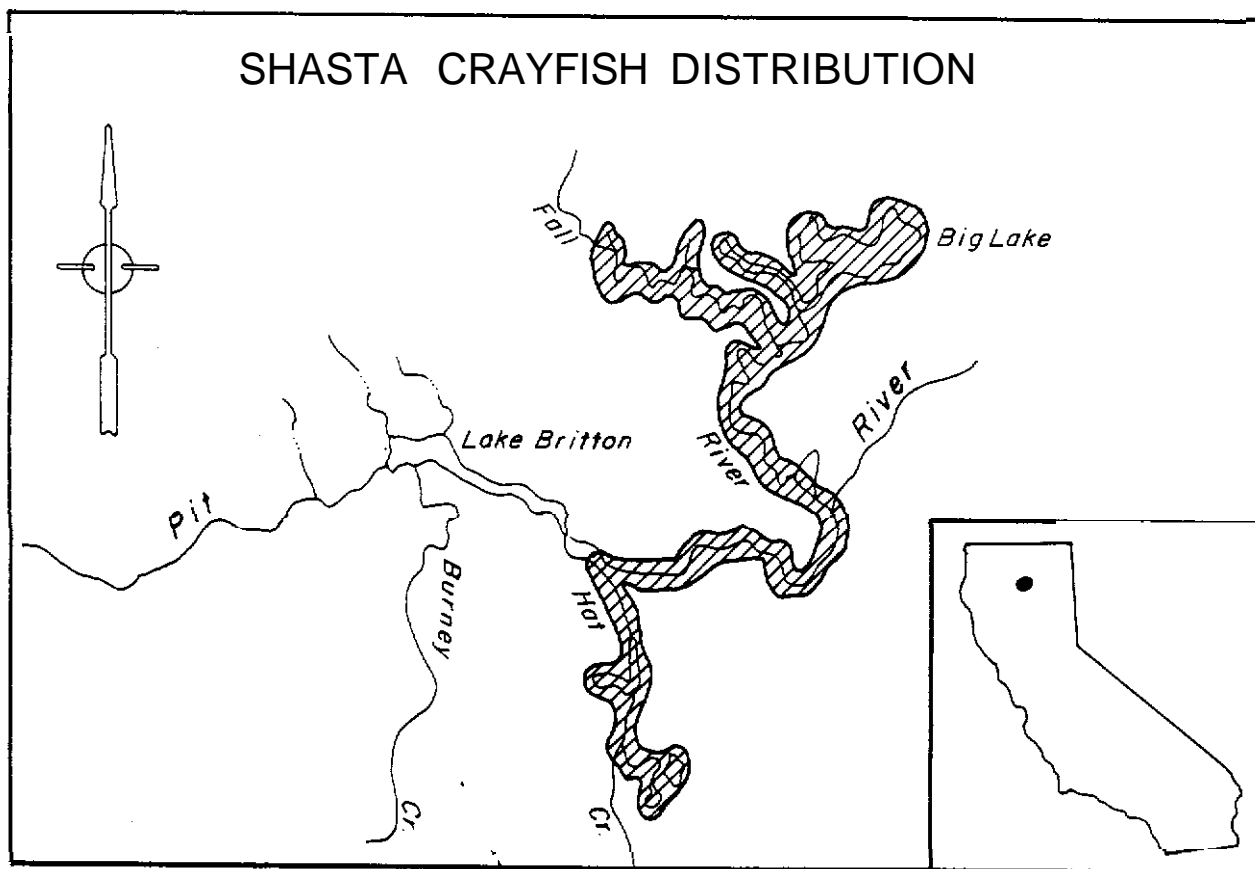 SHASTA CRAYFISH DISTRIBUTION
Fall
Big Lake
River
River
Lake Britton
Pit
Burney
Hat
Cr.
Cr.